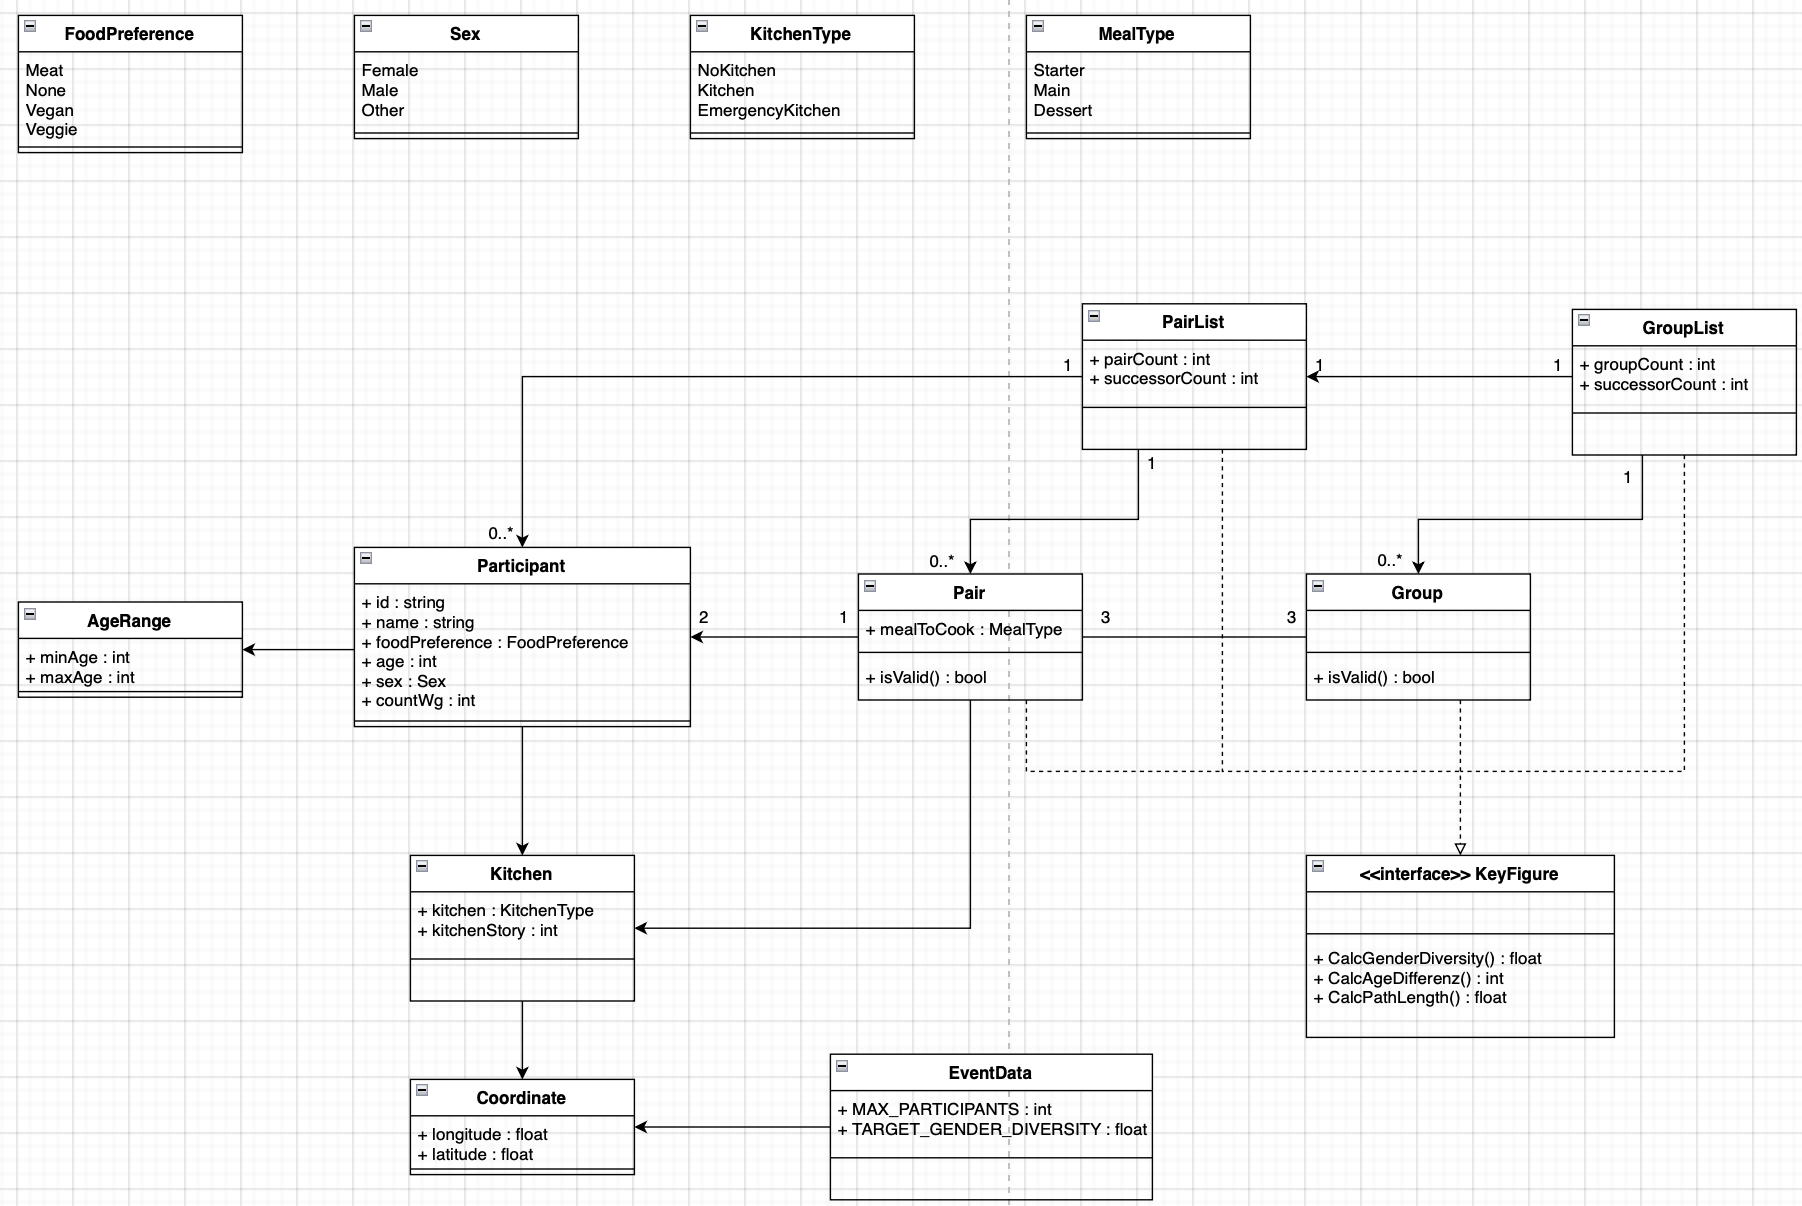 FoodPreference
Meat
None
Vegan
Veggie
Sex
Female
Male
Other
KitchenType
NoKitchen
Kitchen
EmergencyKitchen
MealType
Starter
Main
Dessert
PairList
+ pairCount : int
+ successorCount : int
GroupList
+ groupCount : int
+ successorCount : int
1
1
1
1
1
0..*
0..*
0..*
Participant
+ id : string
+ name : string
+ foodPreference : FoodPreference
+ age : int
+ sex : Sex
+ countWg : int
AgeRange
+ minAge : int
+ maxAge : int
2
1
Pair
+ mealToCook : MealType
+ isValid() : bool
3
3
Group
+ isValid() : bool
Kitchen
+ kitchen : KitchenType
+ kitchenStory : int
<<interface>> KeyFigure
+ CalcGenderDiversity() : float
+ CalcAgeDifferenz() : int
+ CalcPathLength() : float
Coordinate
+ longitude : float
+ latitude : float
EventData
+ MAX_PARTICIPANTS : int
+ TARGET_GENDER_DIVERSITY : float